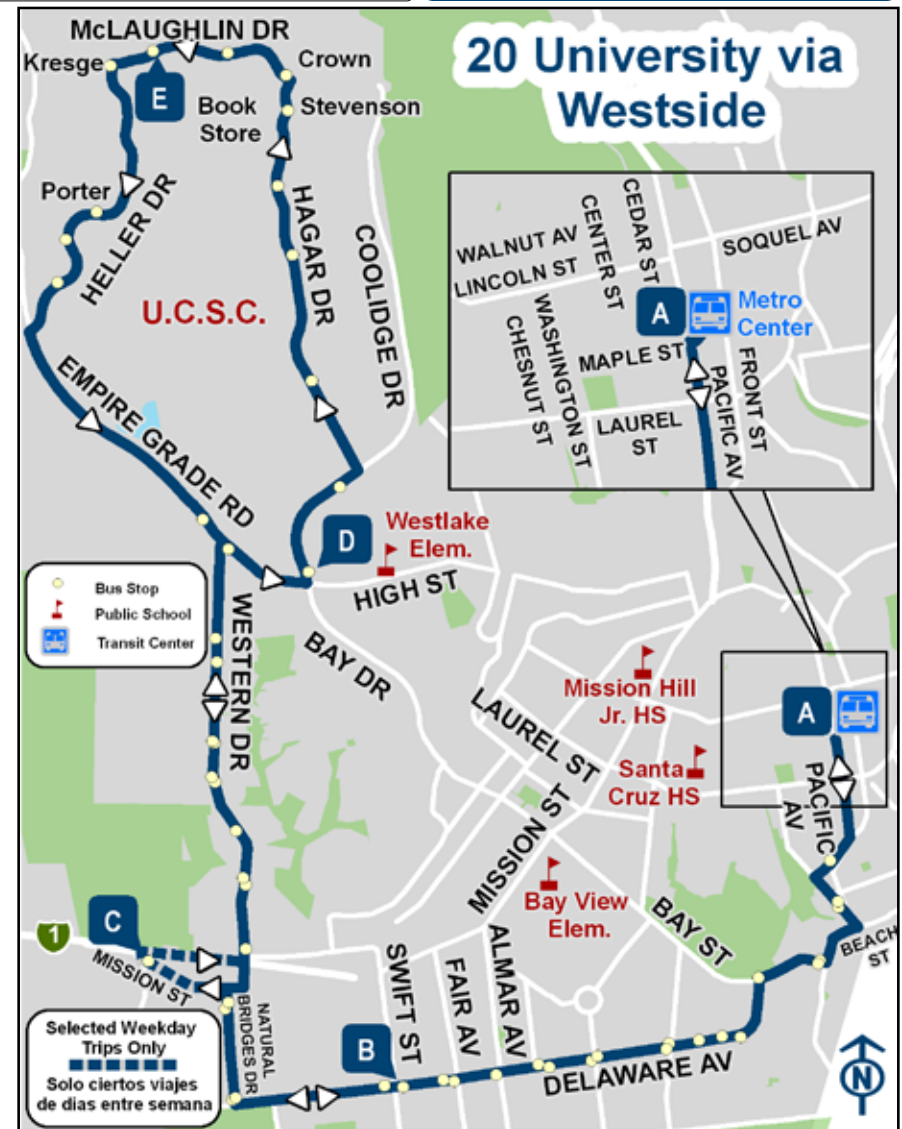 20 University via
Westside
McLAUGHLIN DR
Kresge
E
Book
Store
Crown
Stevenson
Porter
HELLER DR
HAGAR DR
COOLIDGE DR
U.C.S.C.
EMPIRE GRADE RD
WALNUT AV
LINCOLN ST
CENTER ST
CEDAR ST
SOQUEL AV
A
Metro
Center
WASHINGTON ST
CHESNUT ST
MAPLE ST
LAUREL
ST
PACIFIC AV
FRONT ST
D
Westlake
Elem.
HIGH ST
Bus Stop
Public School
Transit Center
WESTERN DR
BAY DR
Mission Hill
Jr. HS
LAUREL ST
Santa
Cruz HS
A
PACIFIC
AV
MISSION ST
Bay View
Elem.
BAY ST
C
1
MISSION ST
BEACH
ST
SWIFT ST
FAIR AV
ALMAR AV
NATURAL
BRIDGES DR
Selected Weekday
Trips Only
Solo ciertos viajes
de dias entre semana
B
DELAWARE AV
N